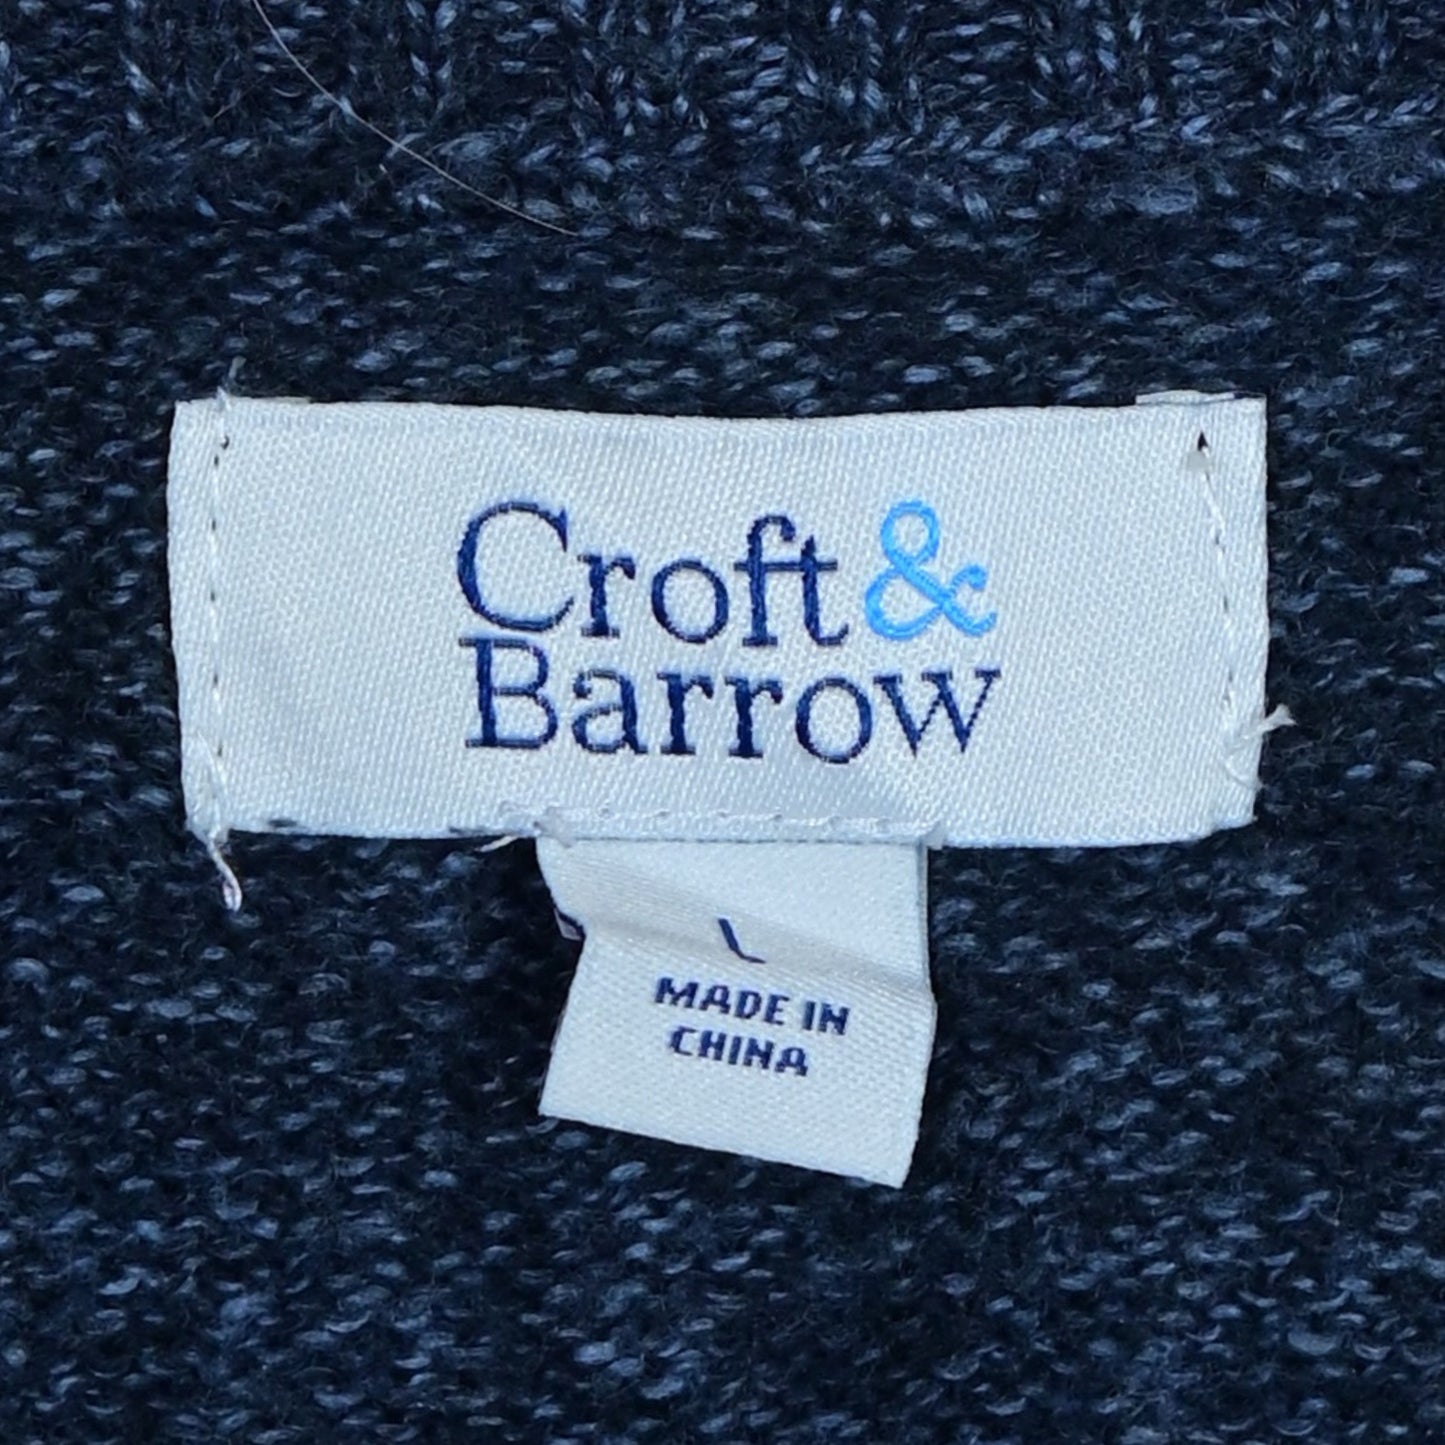 Croft &
Barrow
L
MADE IN
CHINA